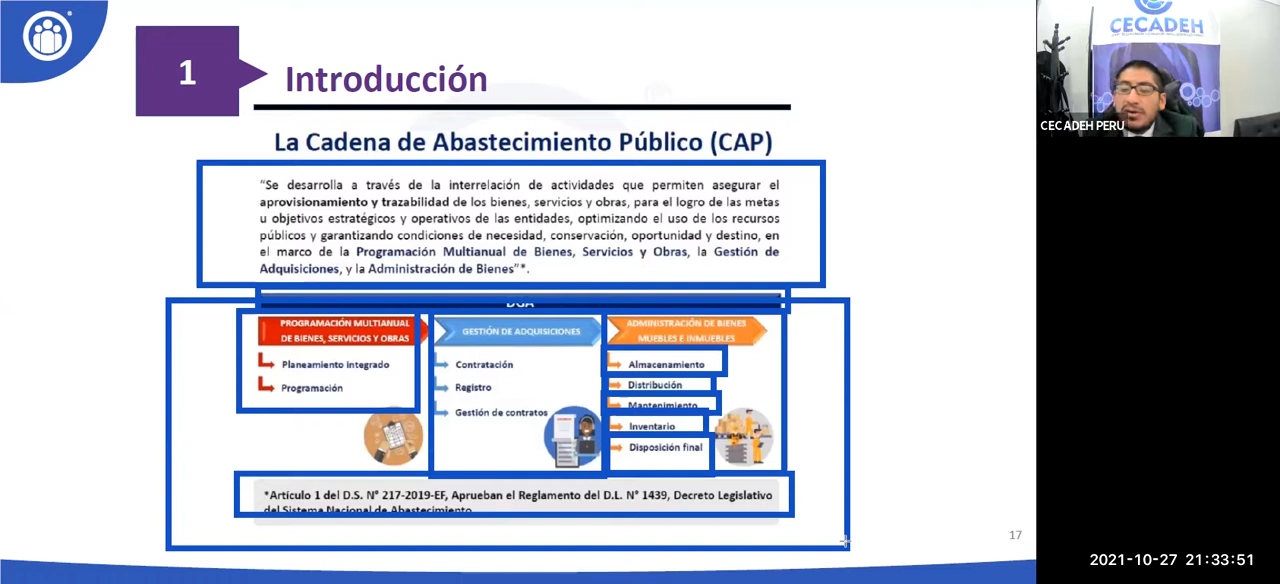 1
Introducción
La Cadena de Abastecimiento Público (CAP)
“Se desarrolla a través de la interrelación de actividades que permiten asegurar el
aprovisionamiento y trazabilidad de los bienes, servicios y obras, para el logro de las metas
u objetivos estratégicos y operativos de las entidades, optimizando el uso de los recursos
públicos y garantizando condiciones de necesidad, conservación, oportunidad y destino, en
el marco de la Programación Multianual de Bienes, Servicios y Obras, la Gestión de
Adquisiciones, y la Administración de Bienes”*.
DGA
PROGRAMACIÓN MULTIANUAL
DE BIENES, SERVICIOS Y OBRAS
Planeamiento integrado
Programación
GESTIÓN DE ADQUISICIONES
Contratación
Registro
Gestión de contratos
ADMINISTRACIÓN DE BIENES
MUEBLES E INMUEBLES
Almacenamiento
Distribución
Mantenimiento
Inventario
Disposición final
*Artículo 1 del D.S. N° 217-2019-EF, Aprueban el Reglamento del D.L. N° 1439, Decreto Legislativo
del Sistema Nacional de Abastecimiento
17
CECADEH
CECADEH PERU
2021-10-27 21:33:51